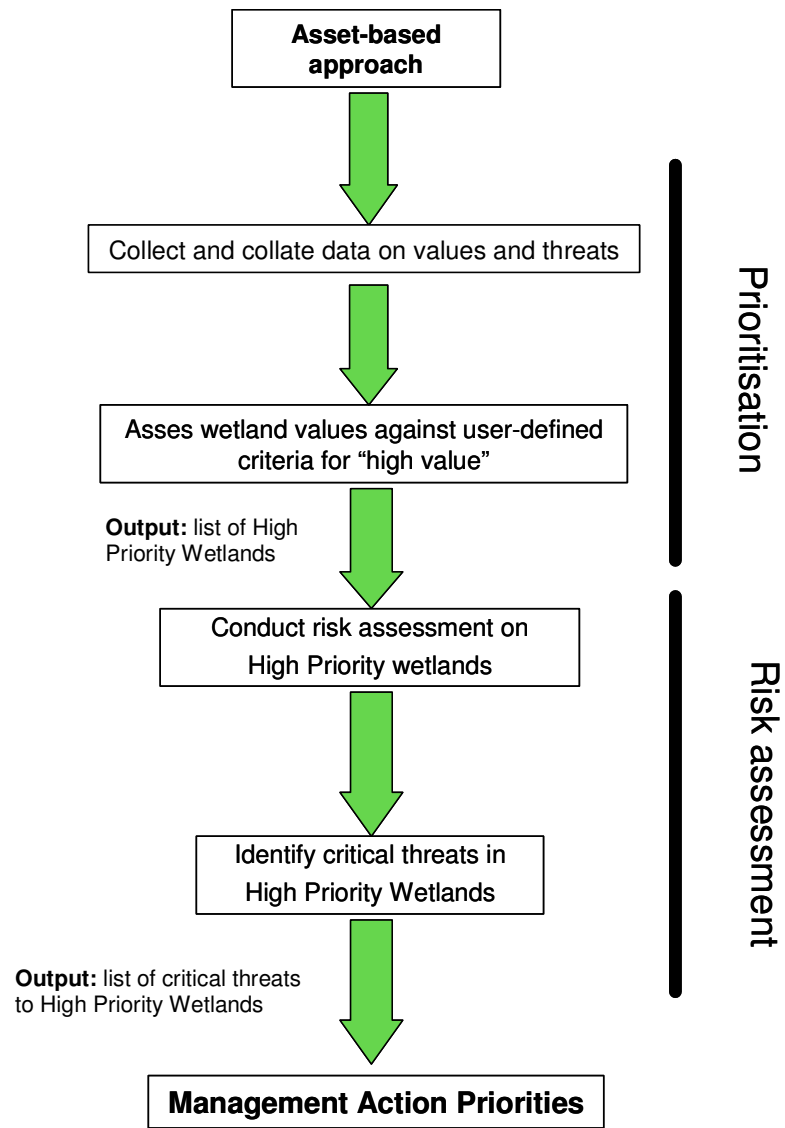 Asset-based
approach
Collect and collate data on values and threats
Prioritisation
Asses wetland values against user-defined
criteria for “high value”
Output: list of High
Priority Wetlands
Conduct risk assessment on
High Priority wetlands
Risk assessment
Identify critical threats in
High Priority Wetlands
Output: list of critical threats
to High Priority Wetlands
Management Action Priorities